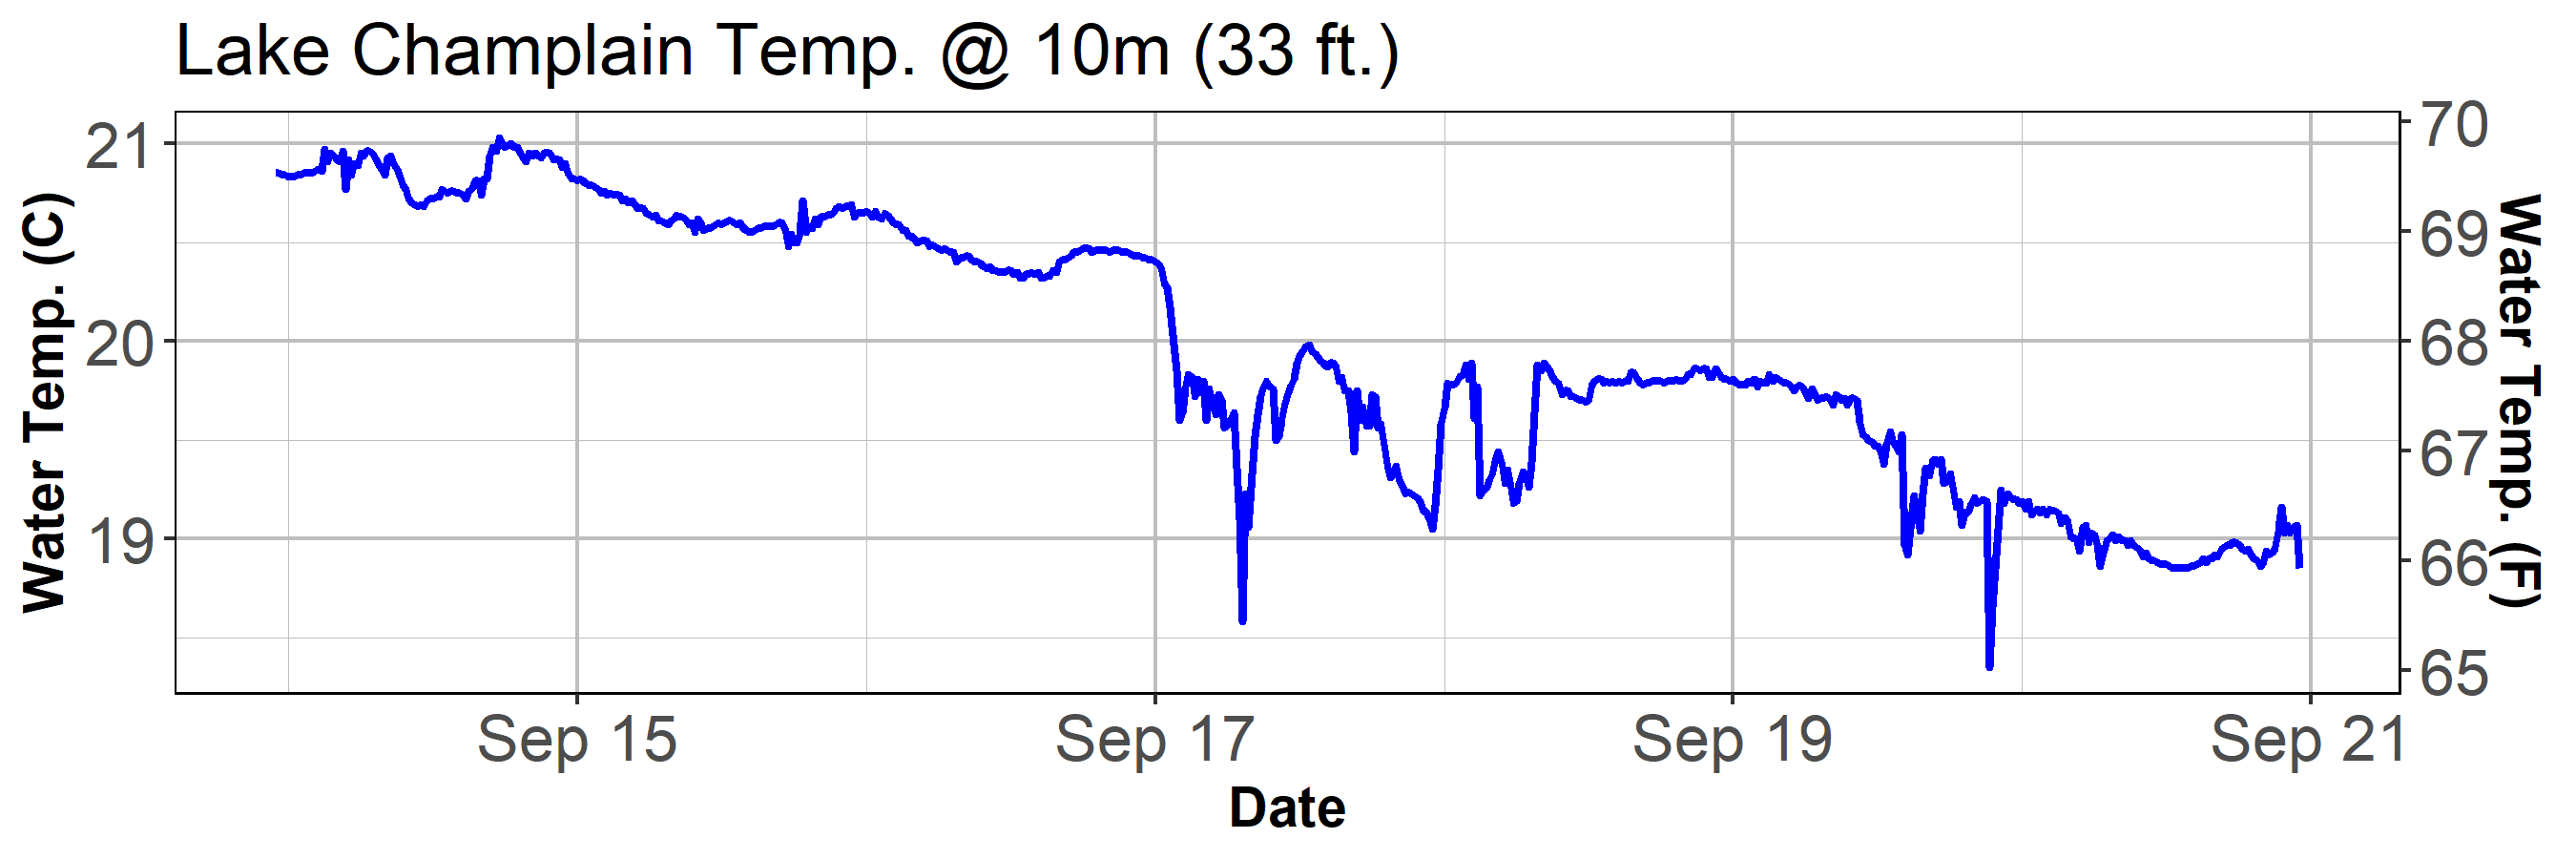 Lake Champlain Temp. @ 10m (33 ft.)
Water Temp. (C)
21
20
19
70
69
68
67
66
65
Water Temp. (F)
Sep 15 Sep 17 Sep 19 Sep 21
Date